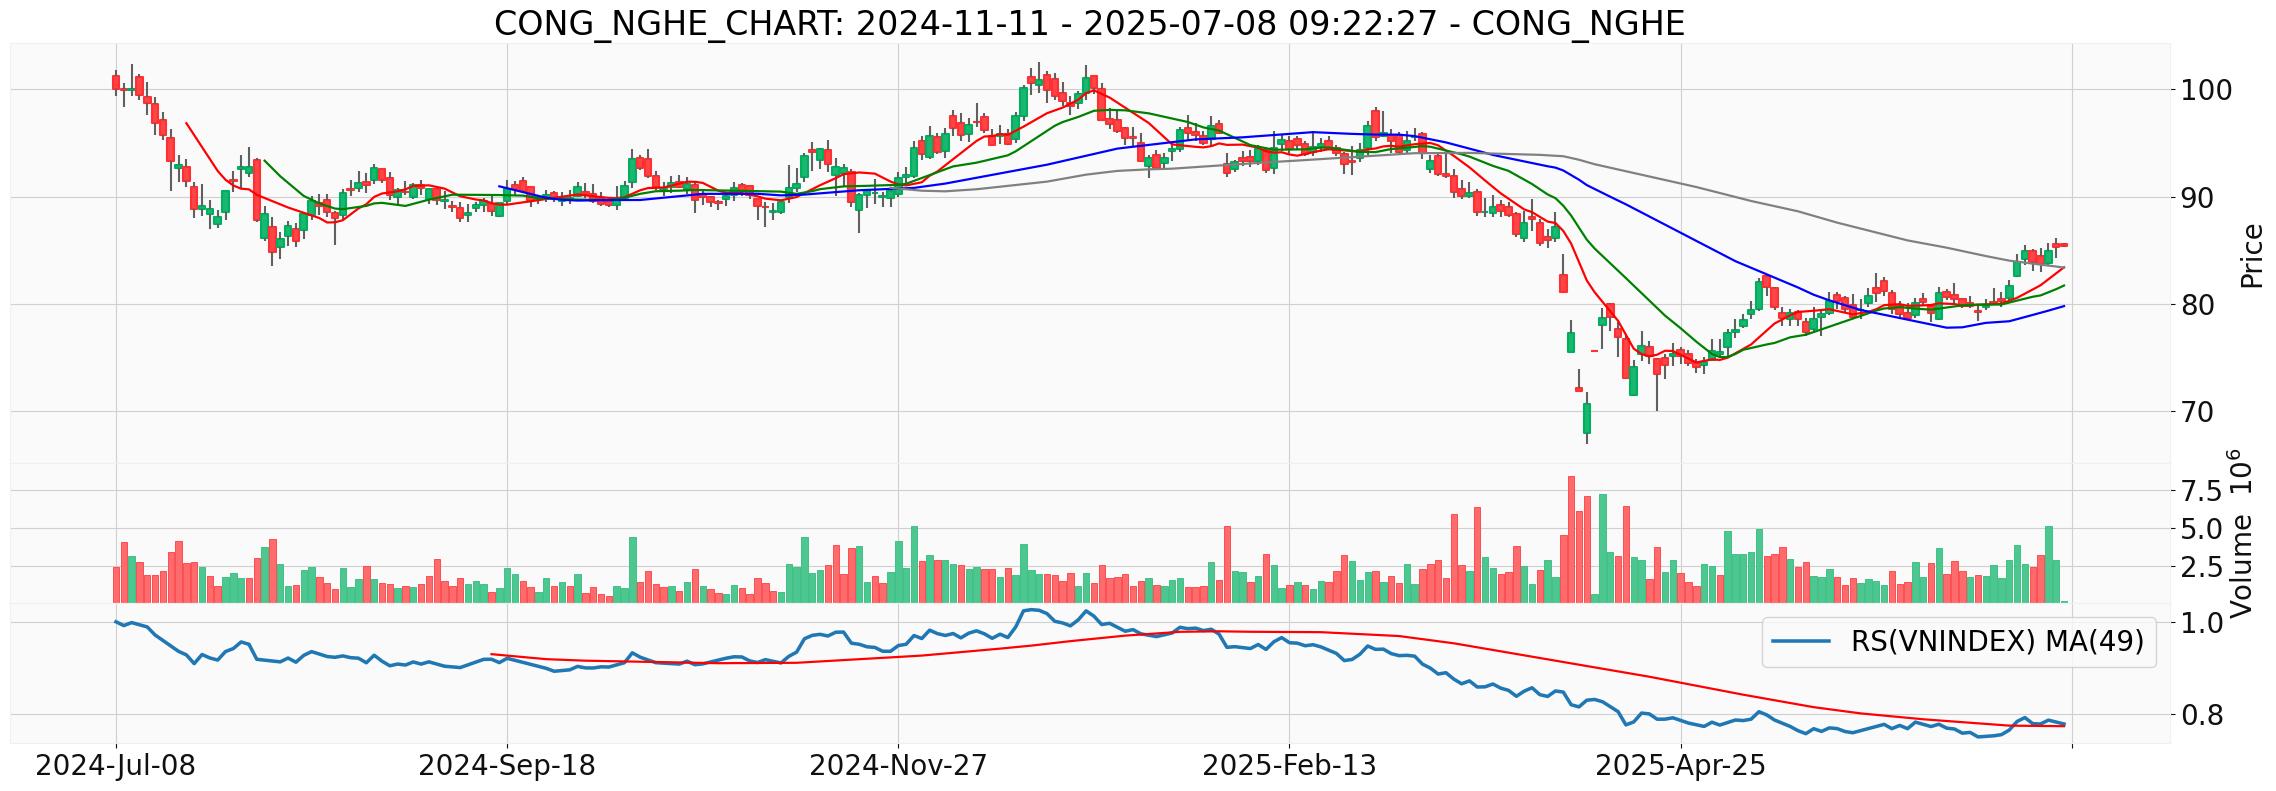 CONG_NGHE_CHART: 2024-11-11 - 2025-07-08 09:22:27 - CONG_NGHE
100
90
80
70
Price
7.5
5.0
2.5
Volume 10⁶
1.0
0.8
RS(VNINDEX) MA(49)
2024-Jul-08
2024-Sep-18
2024-Nov-27
2025-Feb-13
2025-Apr-25